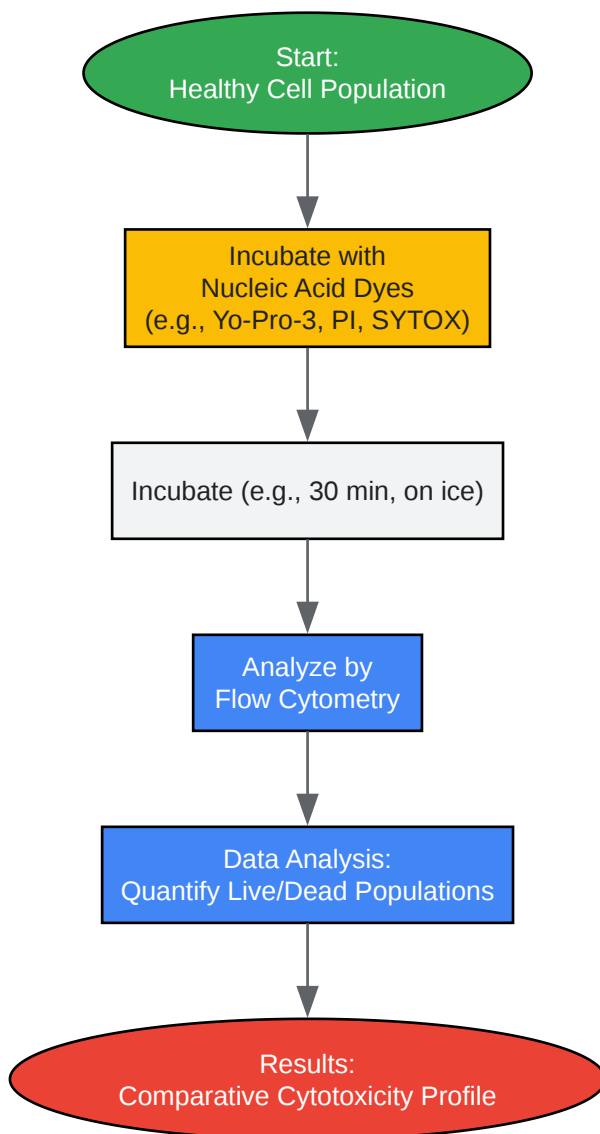 Start:
Healthy Cell Population
Incubate with
Nucleic Acid Dyes
(e.g., Yo-Pro-3, PI, SYTOX)
Incubate (e.g., 30 min, on ice)
Analyze by
Flow Cytometry
Data Analysis:
Quantify Live/Dead Populations
Results:
Comparative Cytotoxicity Profile